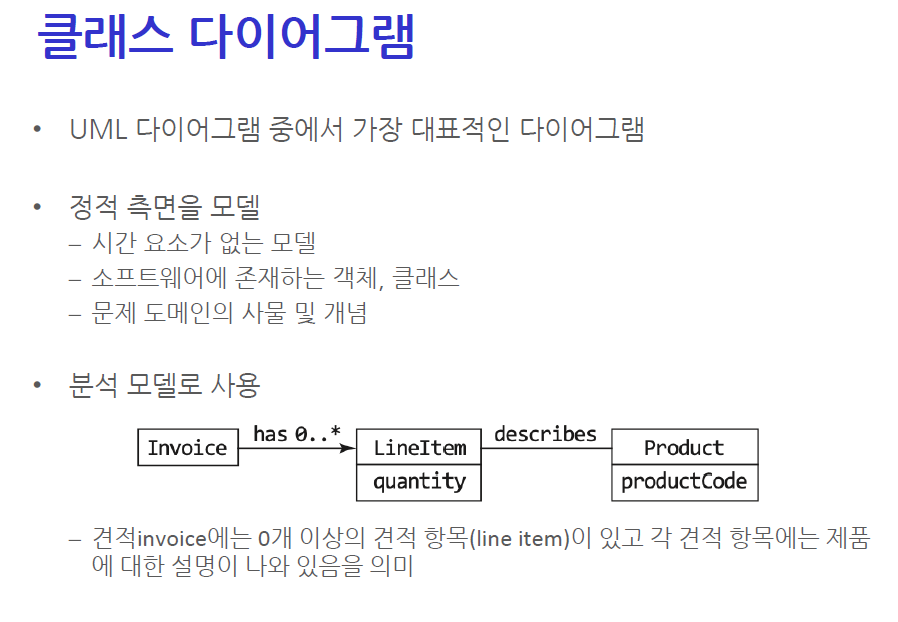 클래스 다이어그램
• UML 다이어그램 중에서 가장 대표적인 다이어그램
• 정적 측면을 모델
– 시간 요소가 없는 모델
– 소프트웨어에 존재하는 객체, 클래스
– 문제 도메인의 사물 및 개념
• 분석 모델로 사용
Invoice has 0..* LineItem describes Product
quantity productCode
– 견적invoice에는 0개 이상의 견적 항목(line item)이 있고 각 견적 항목에는 제품
에 대한 설명이 나와 있음을 의미